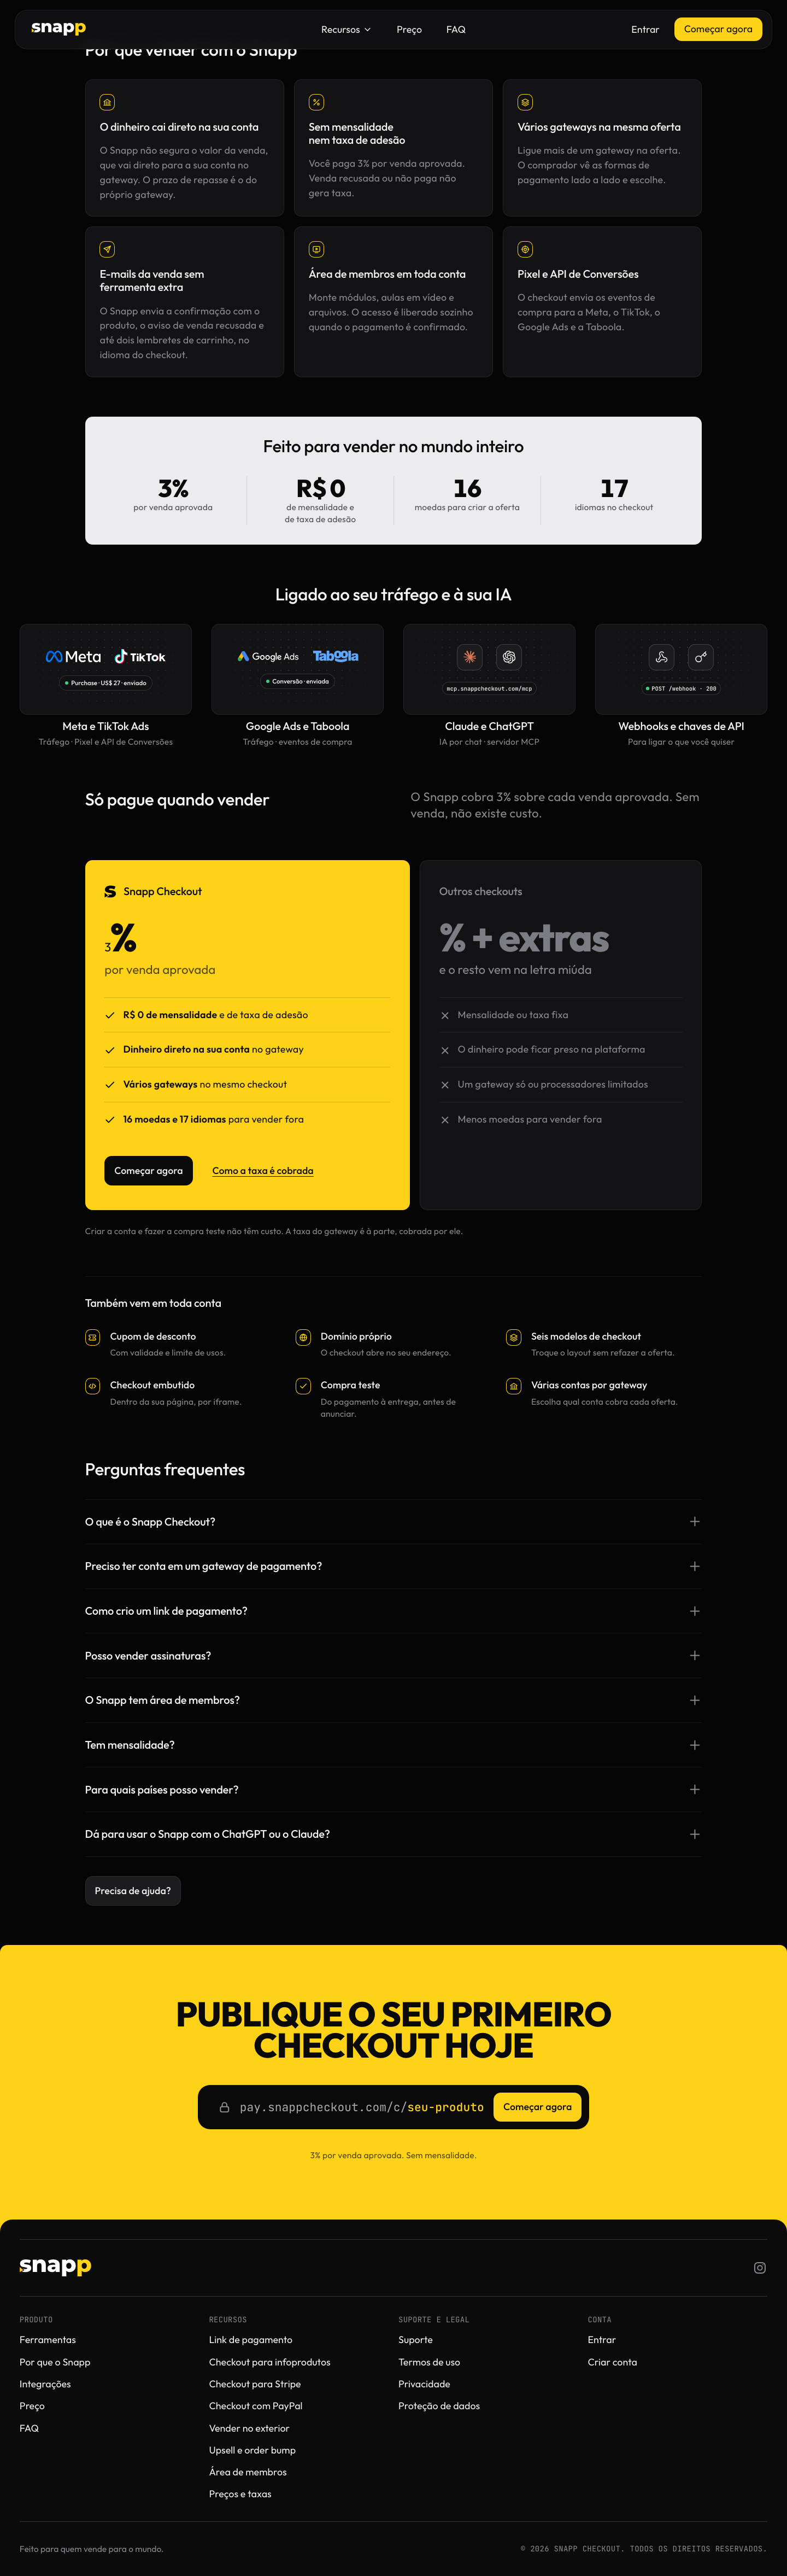 snapp
Recursos
Preço
FAQ
Entrar
Começar agora
Por que vender com o Snapp
O dinheiro cai direto na sua conta
O Snapp não segura o valor da venda,
que vai direto para a sua conta no
gateway. O prazo de repasse é o do
próprio gateway.
Sem mensalidade
nem taxa de adesão
Você paga 3% por venda aprovada.
Venda recusada ou não paga não
gera taxa.
Vários gateways na mesma oferta
Ligue mais de um gateway na oferta.
O comprador vê as formas de
pagamento lado a lado e escolhe.
E-mails da venda sem
ferramenta extra
O Snapp envia a confirmação com o
produto, o aviso de venda recusada e
até dois lembretes de carrinho, no
idioma do checkout.
Área de membros em toda conta
Monte módulos, aulas em vídeo e
arquivos. O acesso é liberado sozinho
quando o pagamento é confirmado.
Pixel e API de Conversões
O checkout envia os eventos de
compra para a Meta, o TikTok, o
Google Ads e a Taboola.
Feito para vender no mundo inteiro
3%
por venda aprovada
R$ 0
de mensalidade e
de taxa de adesão
16
moedas para criar a oferta
17
idiomas no checkout
Ligado ao seu tráfego e à sua IA
Meta
TikTok
Purchase · US$ 27 · enviado
Meta e TikTok Ads
Tráfego · Pixel e API de Conversões
Google Ads
Taboola
Conversão · enviada
Google Ads e Taboola
Tráfego · eventos de compra
mcp.snappcheckout.com/mcp
Claude e ChatGPT
IA por chat · servidor MCP
POST /webhook · 200
Webhooks e chaves de API
Para ligar o que você quiser
Só pague quando vender
O Snapp cobra 3% sobre cada venda aprovada. Sem
venda, não existe custo.
Snapp Checkout
3%
por venda aprovada
R$ 0 de mensalidade e de taxa de adesão
Dinheiro direto na sua conta no gateway
Vários gateways no mesmo checkout
16 moedas e 17 idiomas para vender fora
Começar agora
Como a taxa é cobrada
Outros checkouts
% + extras
e o resto vem na letra miúda
Mensalidade ou taxa fixa
O dinheiro pode ficar preso na plataforma
Um gateway só ou processadores limitados
Menos moedas para vender fora
Criar a conta e fazer a compra teste não têm custo. A taxa do gateway é à parte, cobrada por ele.
Também vem em toda conta
Cupom de desconto
Com validade e limite de usos.
Domínio próprio
O checkout abre no seu endereço.
Seis modelos de checkout
Troque o layout sem refazer a oferta.
Checkout embutido
Dentro da sua página, por iframe.
Compra teste
Do pagamento à entrega, antes de
anunciar.
Várias contas por gateway
Escolha qual conta cobra cada oferta.
Perguntas frequentes
O que é o Snapp Checkout?
Preciso ter conta em um gateway de pagamento?
Como crio um link de pagamento?
Posso vender assinaturas?
O Snapp tem área de membros?
Tem mensalidade?
Para quais países posso vender?
Dá para usar o Snapp com o ChatGPT ou o Claude?
Precisa de ajuda?
PUBLIQUE O SEU PRIMEIRO
CHECKOUT HOJE
pay.snappcheckout.com/c/seu-produto
Começar agora
3% por venda aprovada. Sem mensalidade.
snapp
PRODUTO
Ferramentas
Por que o Snapp
Integrações
Preço
FAQ
RECURSOS
Link de pagamento
Checkout para infoprodutos
Checkout para Stripe
Checkout com PayPal
Vender no exterior
Upsell e order bump
Área de membros
Preços e taxas
SUPORTE E LEGAL
Suporte
Termos de uso
Privacidade
Proteção de dados
CONTA
Entrar
Criar conta
Feito para quem vende para o mundo.
© 2026 SNAPP CHECKOUT. TODOS OS DIREITOS RESERVADOS.